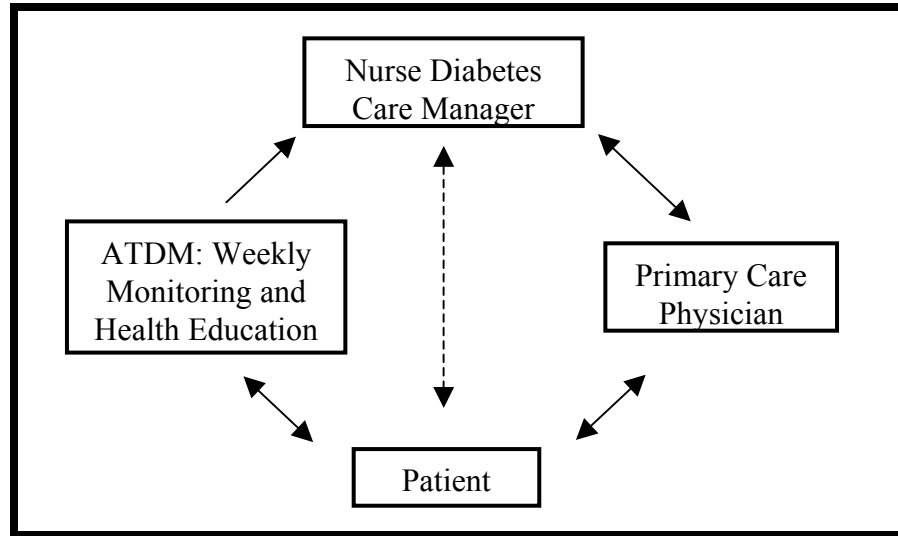 Nurse Diabetes
Care Manager
ATDM: Weekly
Monitoring and
Health Education
Primary Care
Physician
Patient